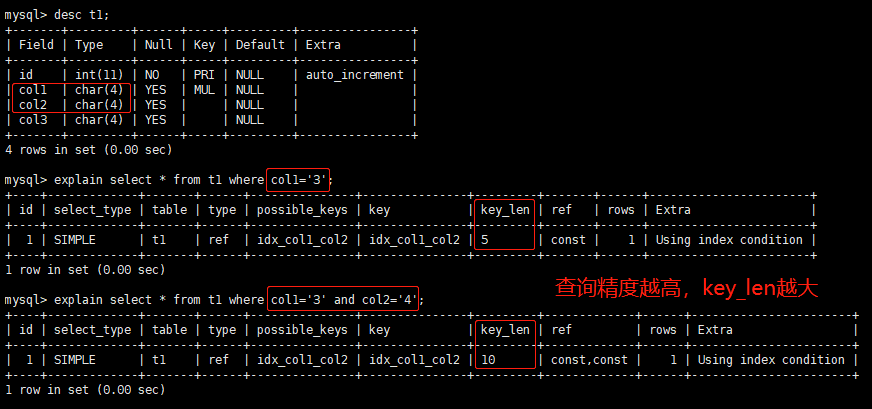 mysql> desc t1;
+-------+---------+------+-----+---------+----------------+
| Field | Type    | Null | Key | Default | Extra          |
+-------+---------+------+-----+---------+----------------+
| id    | int(11) | NO   | PRI | NULL    | auto_increment |
| col1  | char(4) | YES  | MUL | NULL    |                |
| col2  | char(4) | YES  |     | NULL    |                |
| col3  | char(4) | YES  |     | NULL    |                |
+-------+---------+------+-----+---------+----------------+
4 rows in set (0.00 sec)
mysql> explain select * from t1 where col1='3';
+----+-------------+-------+------+---------------+---------------+---------+-------+------+-----------------------+
| id | select_type | table | type | possible_keys | key           | key_len | ref   | rows | Extra                 |
+----+-------------+-------+------+---------------+---------------+---------+-------+------+-----------------------+
|  1 | SIMPLE      | t1    | ref  | idx_col1_col2 | idx_col1_col2 | 5       | const |    1 | Using index condition |
+----+-------------+-------+------+---------------+---------------+---------+-------+------+-----------------------+
1 row in set (0.00 sec)
查询精度越高，key_len越大
mysql> explain select * from t1 where col1='3' and col2='4';
+----+-------------+-------+------+---------------+---------------+---------+-------------+------+-----------------------+
| id | select_type | table | type | possible_keys | key           | key_len | ref         | rows | Extra                 |
+----+-------------+-------+------+---------------+---------------+---------+-------------+------+-----------------------+
|  1 | SIMPLE      | t1    | ref  | idx_col1_col2 | idx_col1_col2 | 10      | const,const |    1 | Using index condition |
+----+-------------+-------+------+---------------+---------------+---------+-------------+------+-----------------------+
1 row in set (0.00 sec)